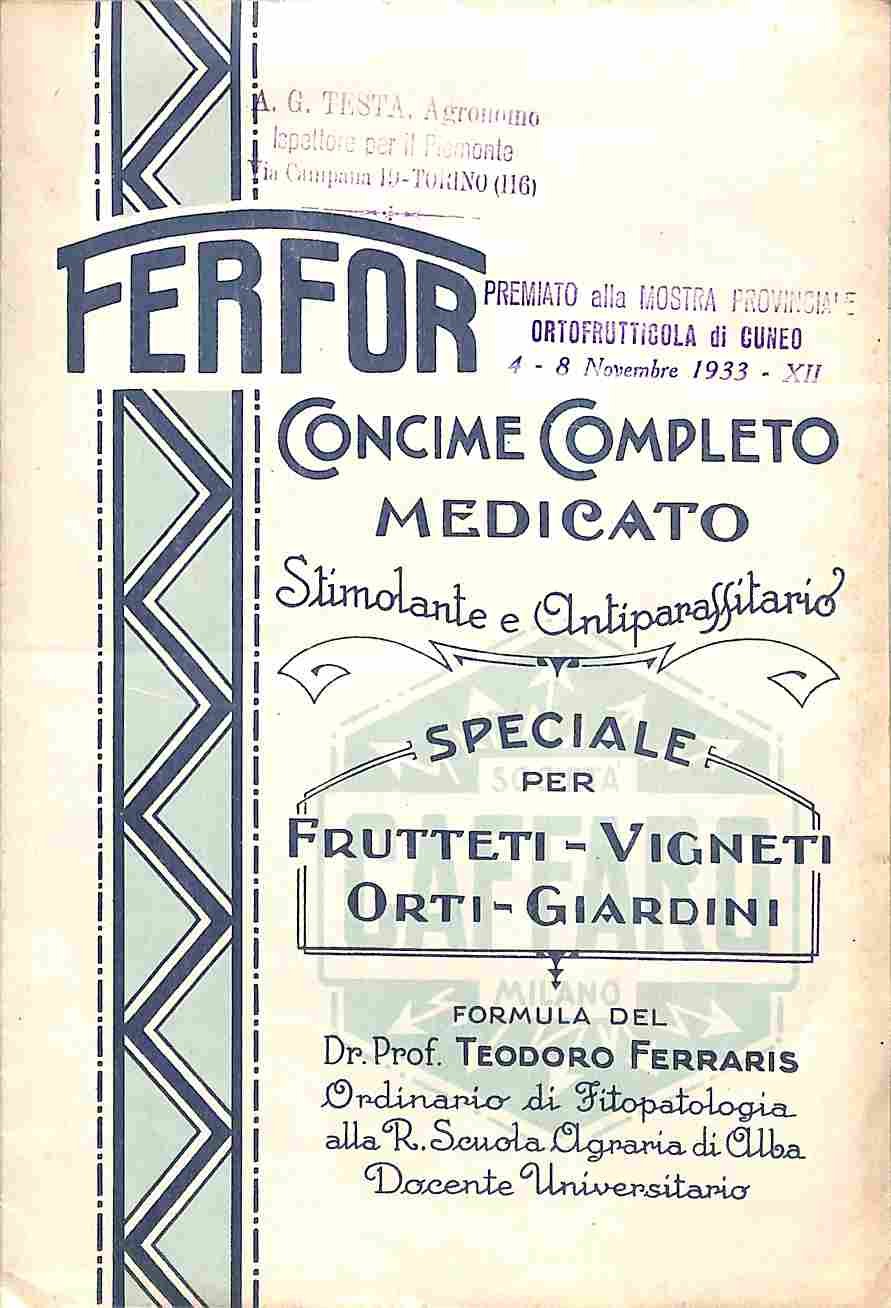 A. G. TESTA, Agronomo
Ispettore per il Piemonte
Via Campana 19-TORINO (116)
FERFOR
PREMIATO alla MOSTRA PROVINCIALE
ORTOFRUTTICOLA di CUNEO
4 - 8 Novembre 1933 - XII
CONCIME COMPLETO
MEDICATO
Stimolante e Antiparassitario
SPECIALE
PER
FRUTTETI - VIGNETI
ORTI - GIARDINI
SOCIETÀ
CAFFARO
MILANO
FORMULA DEL
Dr. Prof. TEODORO FERRARIS
Ordinario di Fitopatologia
alla R. Scuola Agraria di Alba
Docente Universitario